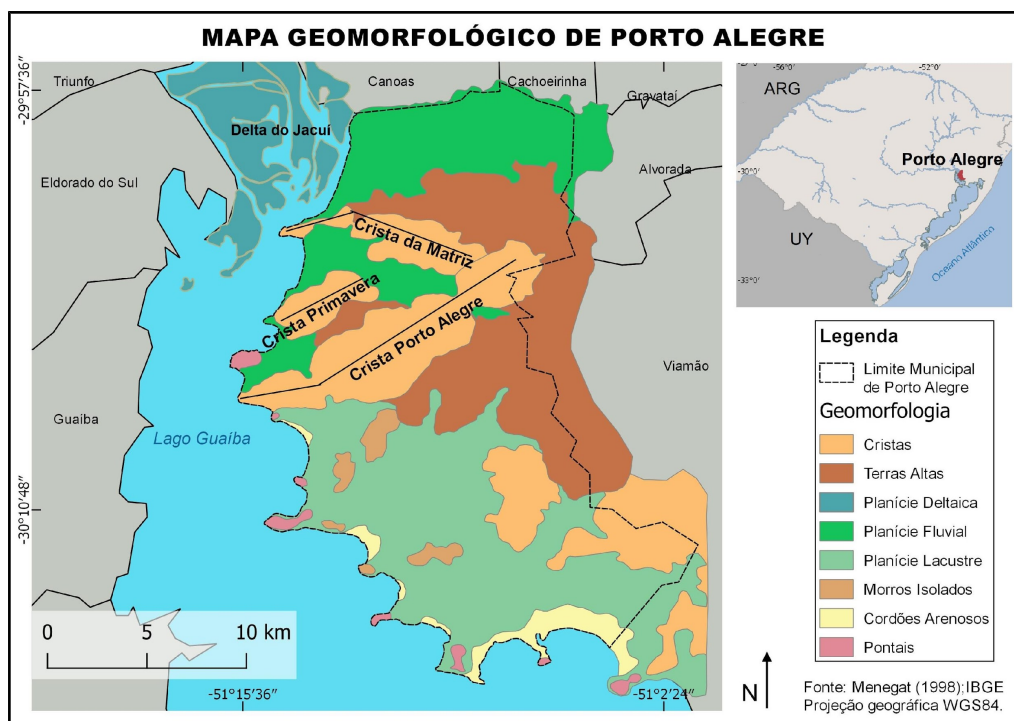 MAPA GEOMORFOLÓGICO DE PORTO ALEGRE
-29°57'36"
-30°10'48"
-51°15'36"
-51°2'24"
Triunfo
Canoas
Cachoeirinha
Gravataí
Delta do Jacuí
Eldorado do Sul
Alvorada
Crista da Matriz
Crista Primavera
Crista Porto Alegre
Viamão
Guaíba
Lago Guaíba
0 5 10 km
-56°0'
-52°0'
ARG
Porto Alegre
-30°0'
UY
Oceano Atlântico
-33°0'
Legenda
Limite Municipal
de Porto Alegre
Geomorfologia
Cristas
Terras Altas
Planície Deltaica
Planície Fluvial
Planície Lacustre
Morros Isolados
Cordões Arenosos
Pontais
N
Fonte: Menegat (1998);IBGE
Projeção geográfica WGS84.